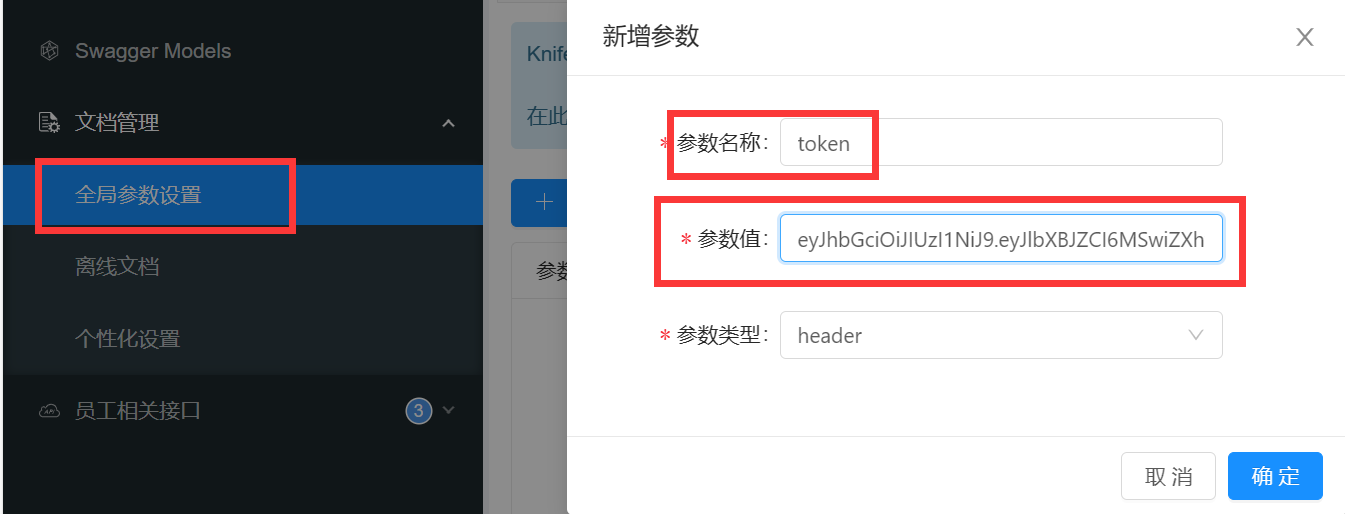 Swagger Models
文档管理
全局参数设置
离线文档
个性化设置
员工相关接口
3
Knife
在此
参数
新增参数
* 参数名称:
token
* 参数值:
eyJhbGciOiJIUzI1NiJ9.eyJlbXBJZCI6MSwiZXh
* 参数类型:
header
取 消
确 定